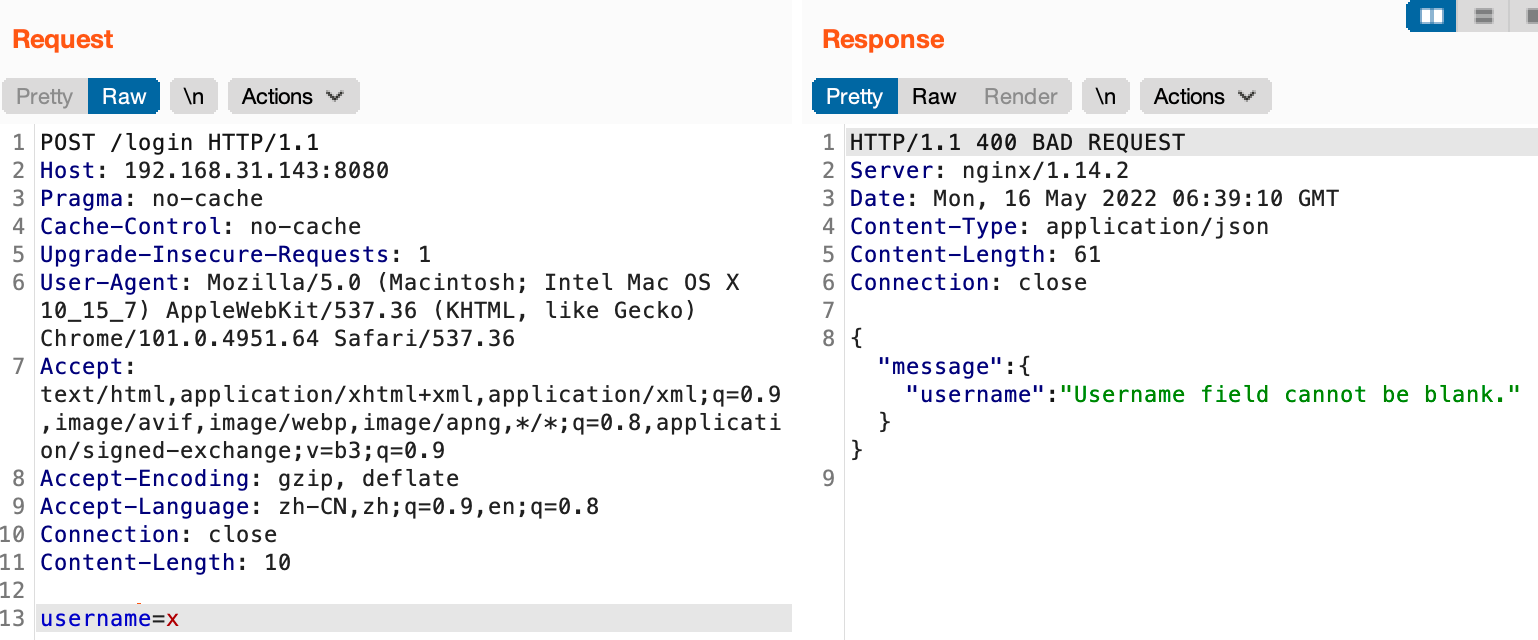 Request
Pretty Raw \n Actions
1 POST /login HTTP/1.1
2 Host: 192.168.31.143:8080
3 Pragma: no-cache
4 Cache-Control: no-cache
5 Upgrade-Insecure-Requests: 1
6 User-Agent: Mozilla/5.0 (Macintosh; Intel Mac OS X
10_15_7) AppleWebKit/537.36 (KHTML, like Gecko)
Chrome/101.0.4951.64 Safari/537.36
7 Accept:
text/html,application/xhtml+xml,application/xml;q=0.9
,image/avif,image/webp,image/apng,*/*;q=0.8,applicati
on/signed-exchange;v=b3;q=0.9
8 Accept-Encoding: gzip, deflate
9 Accept-Language: zh-CN,zh;q=0.9,en;q=0.8
10 Connection: close
11 Content-Length: 10
12
13 username=x
Response
Pretty Raw Render \n Actions
1 HTTP/1.1 400 BAD REQUEST
2 Server: nginx/1.14.2
3 Date: Mon, 16 May 2022 06:39:10 GMT
4 Content-Type: application/json
5 Content-Length: 61
6 Connection: close
7
8 {
"message":{
"username":"Username field cannot be blank."
}
}
9